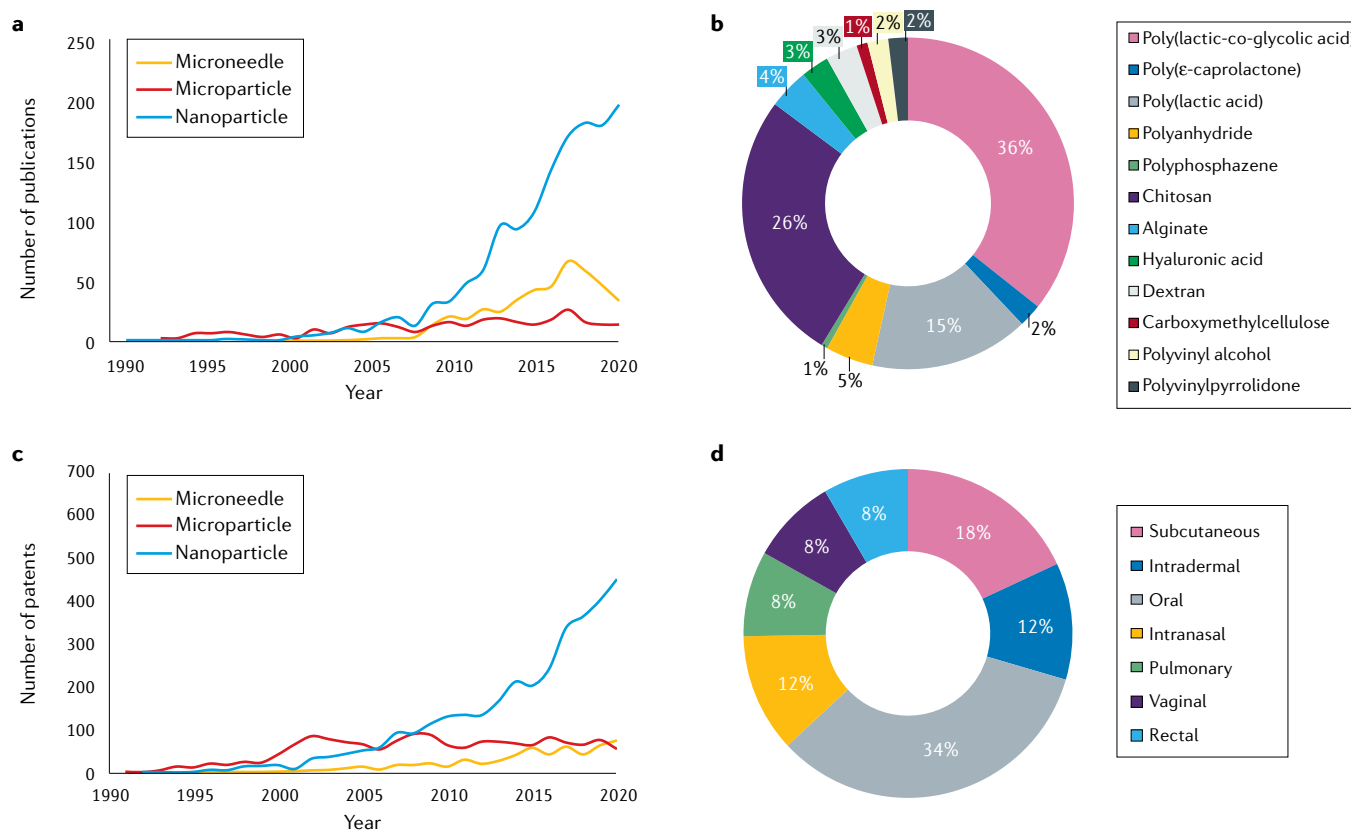 a
250
200
150
100
50
0
Number of publications
Microneedle
Microparticle
Nanoparticle
1990 1995 2000 2005 2010 2015 2020
Year
b
36%
2%
15%
5%
1%
26%
4%
3%
3%
1%
2%
2%
Poly(lactic-co-glycolic acid)
Poly(ε-caprolactone)
Poly(lactic acid)
Polyanhydride
Polyphosphazene
Chitosan
Alginate
Hyaluronic acid
Dextran
Carboxymethylcellulose
Polyvinyl alcohol
Polyvinylpyrrolidone
c
700
600
500
400
300
200
100
0
Number of patents
Microneedle
Microparticle
Nanoparticle
1990 1995 2000 2005 2010 2015 2020
Year
d
18%
12%
34%
12%
8%
8%
8%
Subcutaneous
Intradermal
Oral
Intranasal
Pulmonary
Vaginal
Rectal